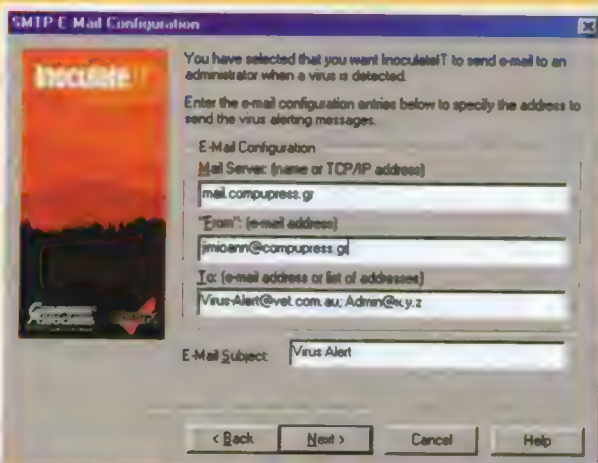 SMTP E-Mail Configuration
InoculateIT
You have selected that you want InoculateIT to send e-mail to an
administrator when a virus is detected.
Enter the e-mail configuration entries below to specify the address to
send the virus alerting messages.
E-Mail Configuration
Mail Server: (name or TCP/IP address)
mail.compupress.gr
"From": (e-mail address)
jmioann@compupress.gr
To: (e-mail address or list of addresses)
Virus-Alert@vet.com.au; Admin@x.y.z
E-Mail Subject:
Virus Alert
< Back
Next >
Cancel
Help